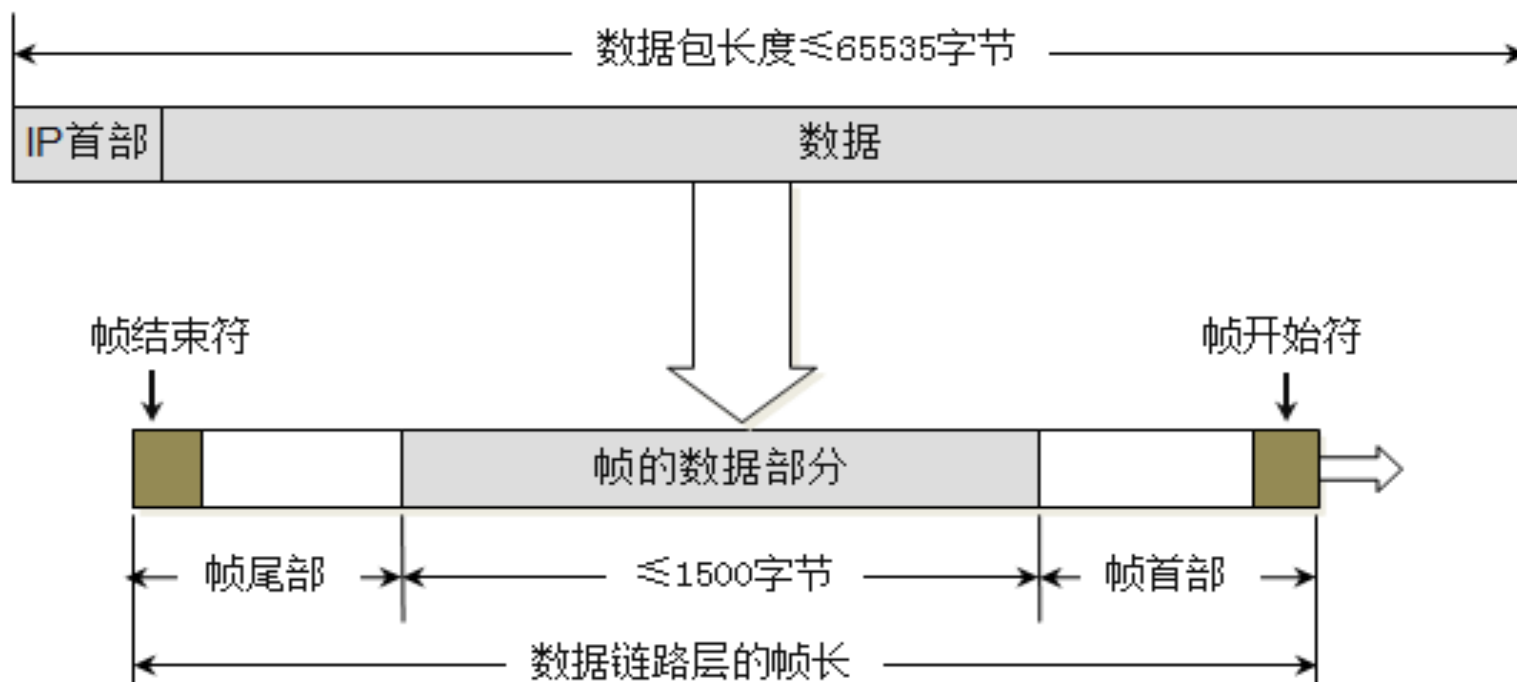 数据包长度≤65535字节
IP首部 数据
帧结束符 帧开始符
帧的数据部分
帧尾部 ≤1500字节 帧首部
数据链路层的帧长